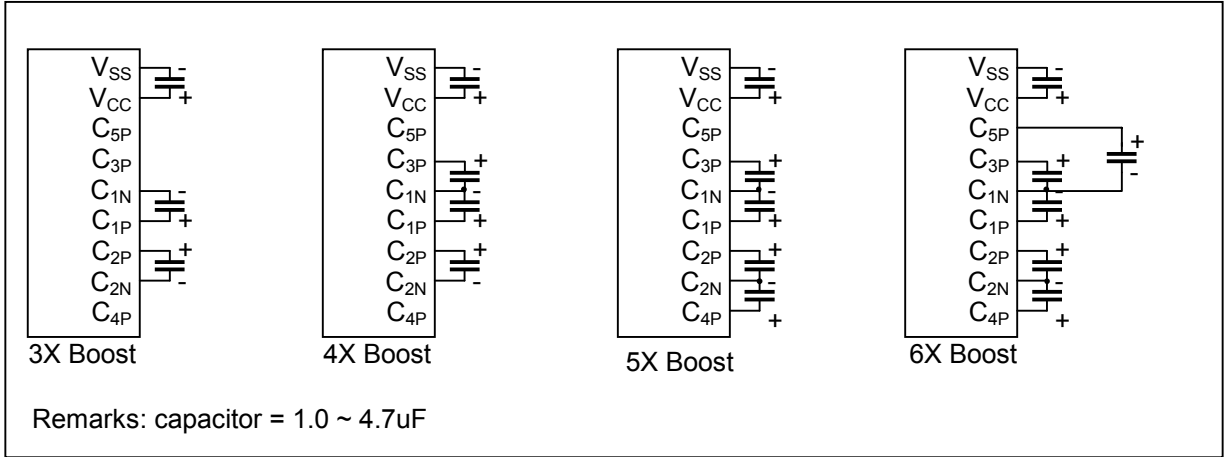 VSS -
VCC +
C5P
C3P
C1N -
C1P +
C2P +
C2N -
C4P
3X Boost
VSS -
VCC +
C5P
C3P +
C1N -
C1P +
C2P +
C2N -
C4P
4X Boost
VSS -
VCC +
C5P
C3P +
C1N -
C1P +
C2P +
C2N -
C4P +
5X Boost
VSS -
VCC +
C5P +
C3P + -
C1N -
C1P +
C2P +
C2N -
C4P +
6X Boost
Remarks: capacitor = 1.0 ~ 4.7uF